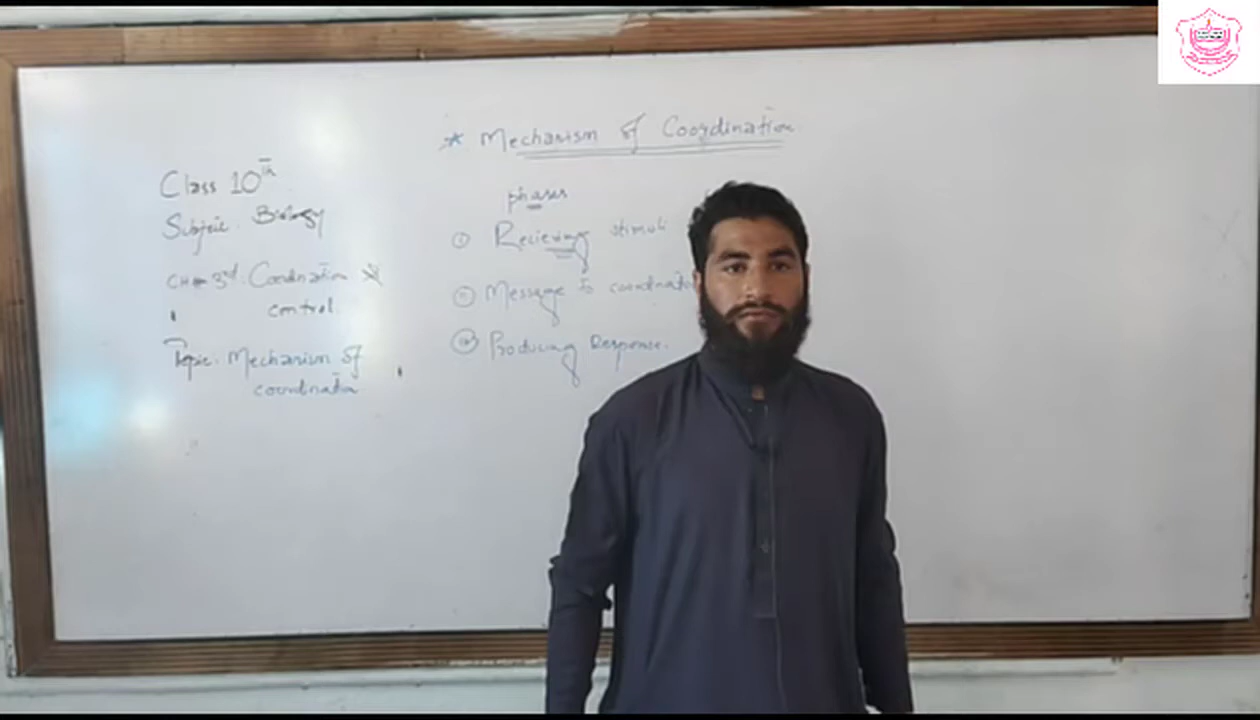 * Mechanism of Coordination
Class 10th
Subject: Biology
CH# 3rd. Coordination &
control
Topic. Mechanism of
coordination
phases
① Recieving stimuli
② Message to coordinato
③ Producing Response.